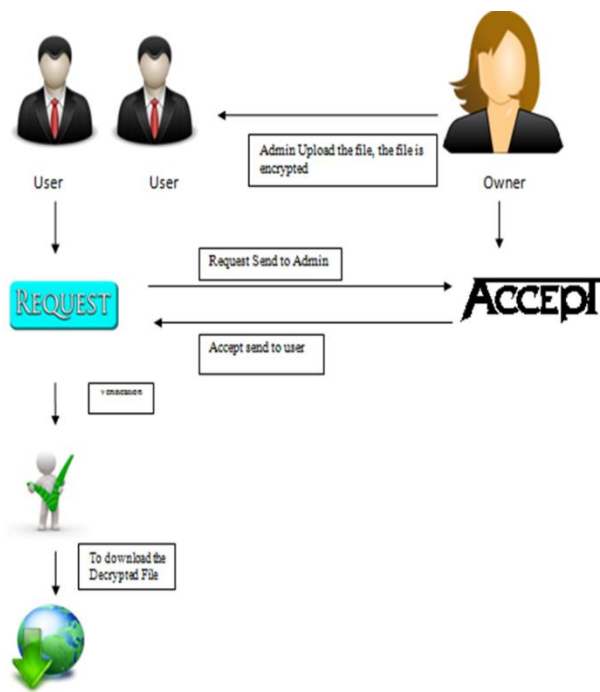 Admin Upload the file, the file is
encrypted
User
User
Owner
Request Send to Admin
REQUEST
ACCEPT
Accept send to user
To download the
Decrypted File